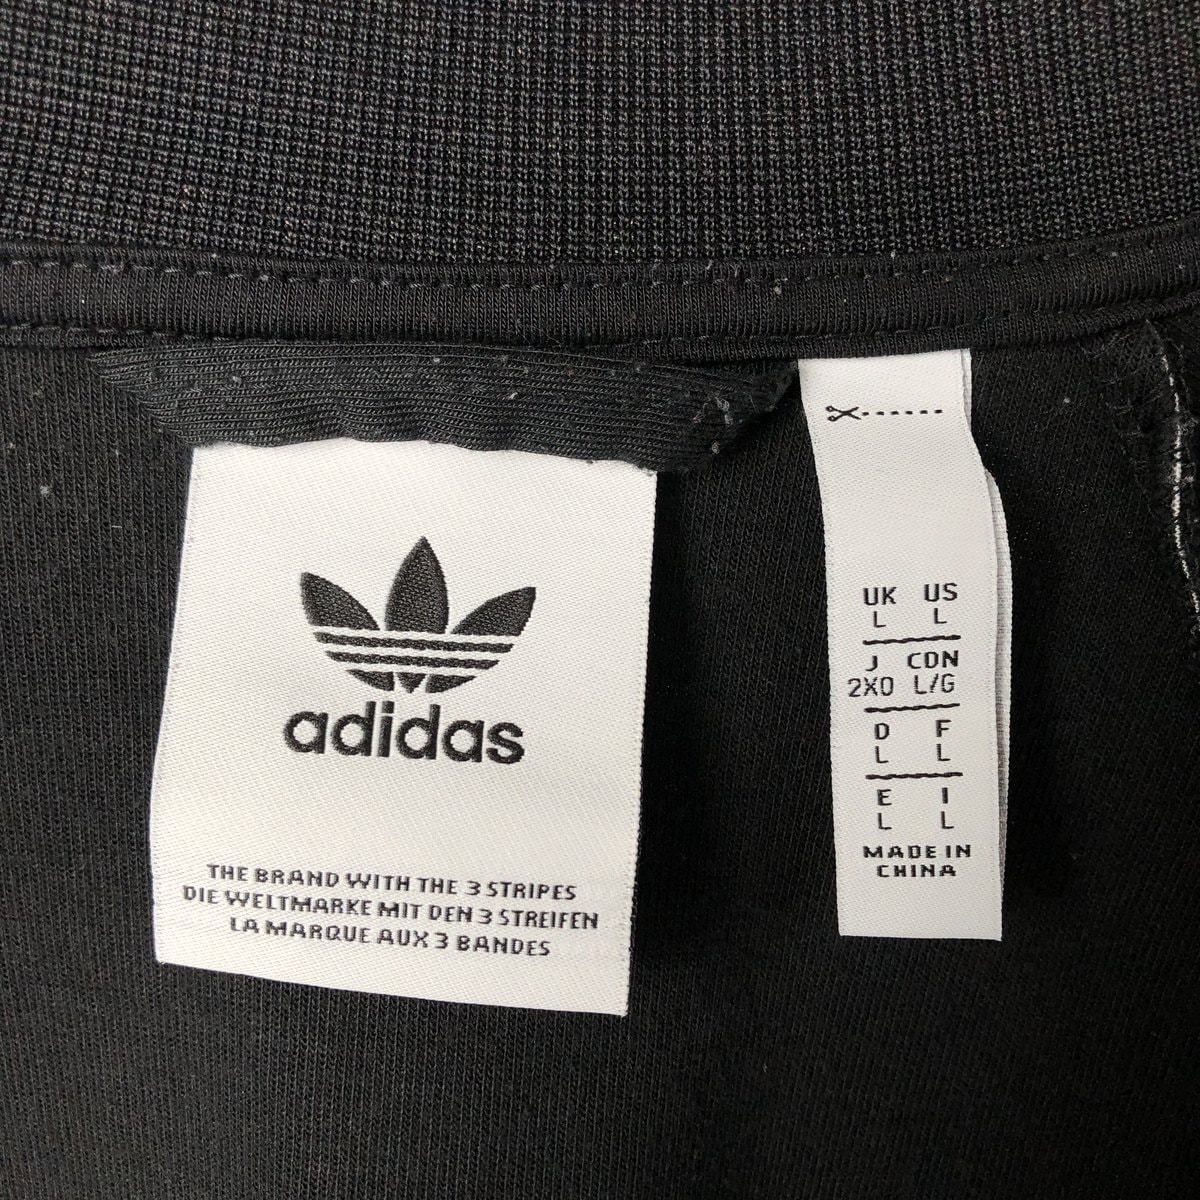 adidas
THE BRAND WITH THE 3 STRIPES
DIE WELTMARKE MIT DEN 3 STREIFEN
LA MARQUE AUX 3 BANDES
UK US
L L
J CDN
2XO L/G
D F
L L
E I
L L
MADE IN
CHINA